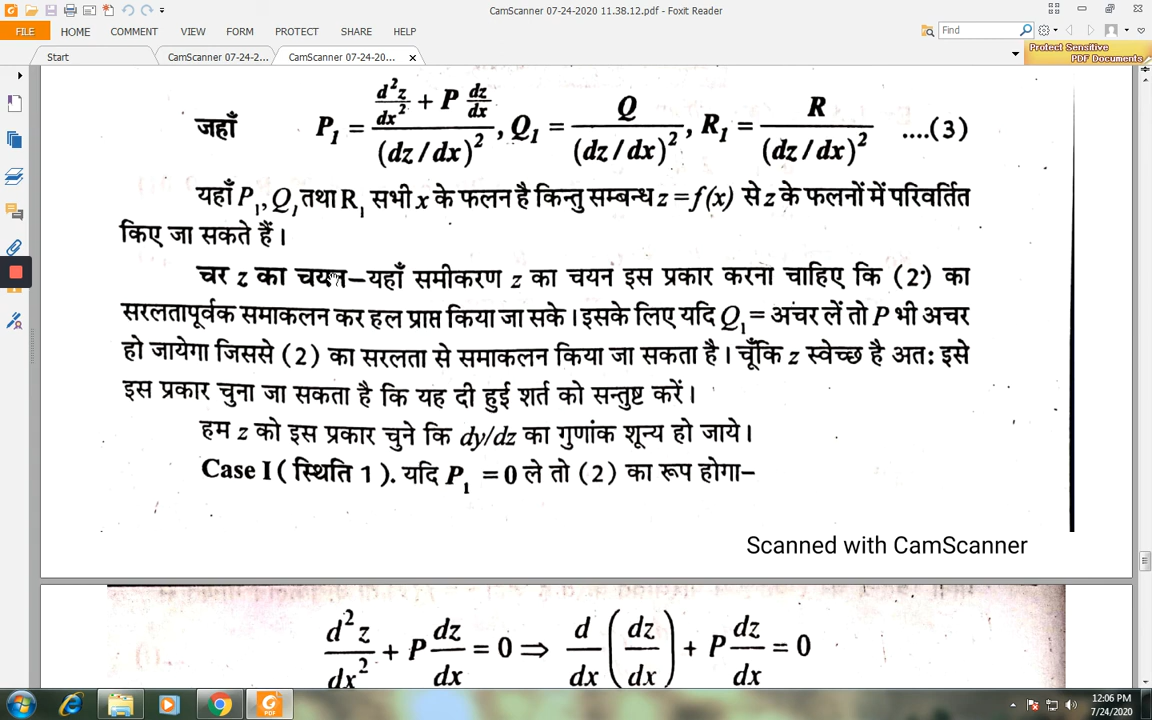 CamScanner 07-24-2020 11.38.12.pdf - Foxit Reader
FILE HOME COMMENT VIEW FORM PROTECT SHARE HELP
Find
Start CamScanner 07-24-2... CamScanner 07-24-20...
Protect Sensitive
PDF Documents
जहाँ P₁ = (d²z/dx² + P dz/dx) / (dz/dx)², Q₁ = Q / (dz/dx)², R₁ = R / (dz/dx)² ....(3)
यहाँ P₁, Q₁ तथा R₁ सभी x के फलन है किन्तु सम्बन्ध z = f(x) से z के फलनों में परिवर्तित
किए जा सकते हैं।
चर z का चयन–यहाँ समीकरण z का चयन इस प्रकार करना चाहिए कि (2) का
सरलतापूर्वक समाकलन कर हल प्राप्त किया जा सके। इसके लिए यदि Q₁ = अचर लें तो P भी अचर
हो जायेगा जिससे (2) का सरलता से समाकलन किया जा सकता है। चूँकि z स्वेच्छ है अतः इसे
इस प्रकार चुना जा सकता है कि यह दी हुई शर्त को सन्तुष्ट करें।
हम z को इस प्रकार चुने कि dy/dz का गुणांक शून्य हो जाये।
Case I (स्थिति 1). यदि P₁ = 0 ले तो (2) का रूप होगा–
Scanned with CamScanner
d²z/dx² + P dz/dx = 0 ⇒ d/dx (dz/dx) + P dz/dx = 0
12:06 PM
7/24/2020